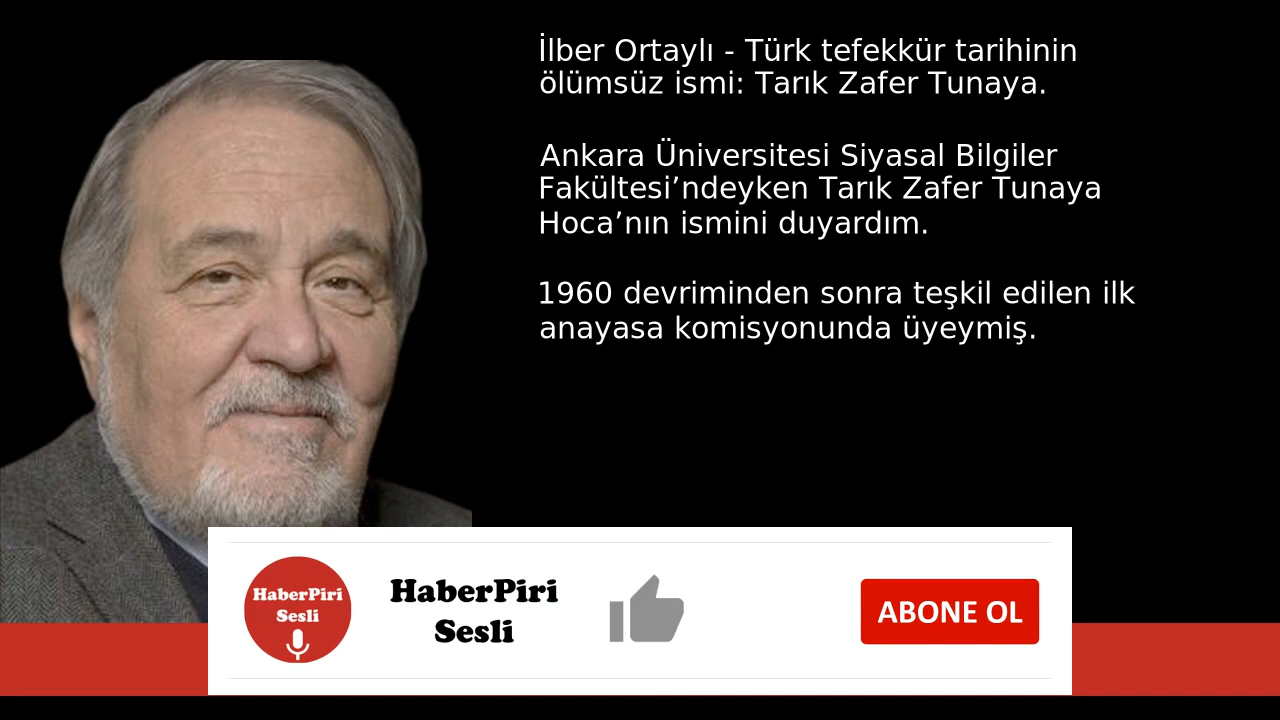 İlber Ortaylı - Türk tefekkür tarihinin
ölümsüz ismi: Tarık Zafer Tunaya.
Ankara Üniversitesi Siyasal Bilgiler
Fakültesi’ndeyken Tarık Zafer Tunaya
Hoca’nın ismini duyardım.
1960 devriminden sonra teşkil edilen ilk
anayasa komisyonunda üyeymiş.
HaberPiri
Sesli
HaberPiri
Sesli
ABONE OL